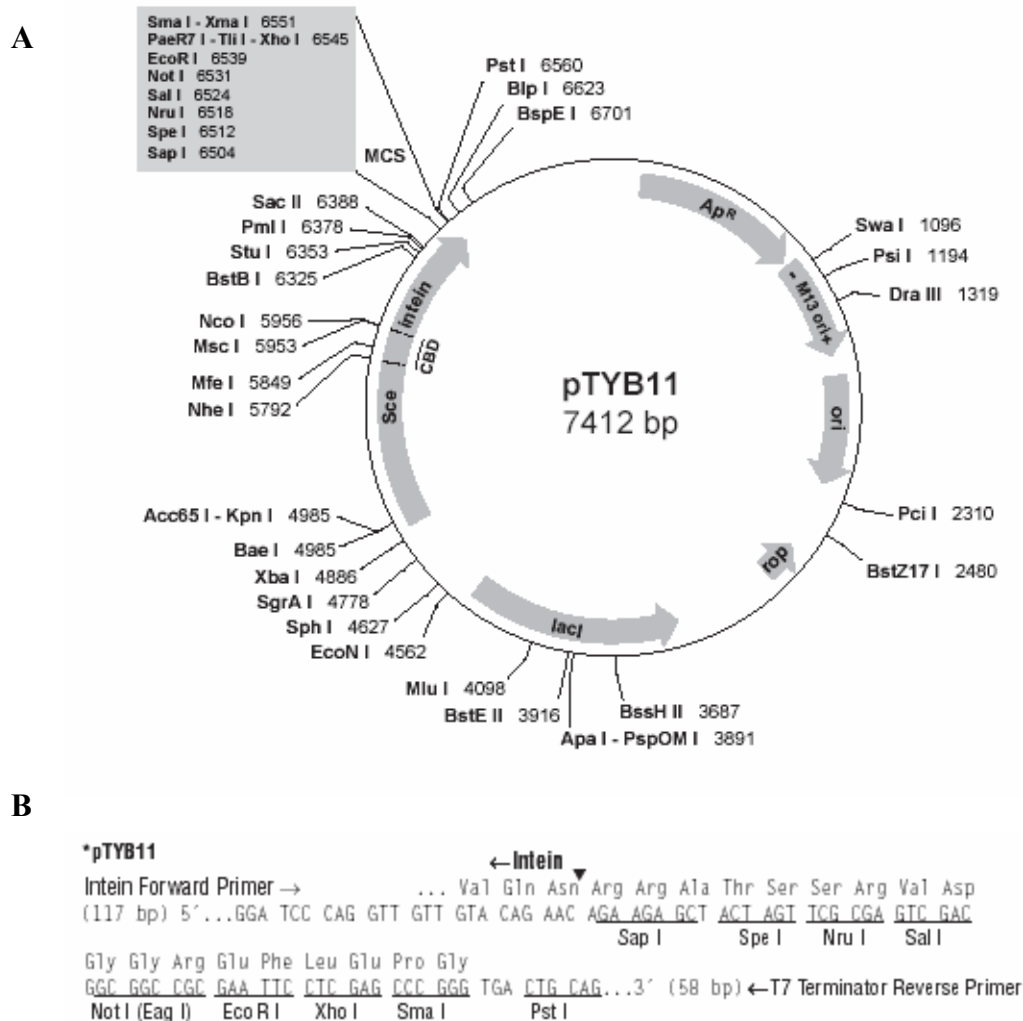 A
Sma I - Xma I 6551
PaeR7 I - Tli I - Xho I 6545
EcoR I 6539
Not I 6531
Sal I 6524
Nru I 6518
Spe I 6512
Sap I 6504
MCS
Pst I 6560
Blp I 6623
BspE I 6701
Sac II 6388
Pml I 6378
Stu I 6353
BstB I 6325
Nco I 5956
Msc I 5953
Mfe I 5849
Nhe I 5792
Acc65 I - Kpn I 4985
Bae I 4985
Xba I 4886
SgrA I 4778
Sph I 4627
EcoN I 4562
Mlu I 4098
BstE II 3916
Apa I - PspOM I 3891
BssH II 3687
BstZ17 I 2480
Pci I 2310
Dra III 1319
Psi I 1194
Swa I 1096
ApR
- M13 ori+
ori
rop
lacI
Sce
CBD
intein
pTYB11
7412 bp
B
*pTYB11
←Intein
Intein Forward Primer → ... Val Gln Asn Arg Arg Ala Thr Ser Ser Arg Val Asp
(117 bp) 5´...GGA TCC CAG GTT GTT GTA CAG AAC AGA AGA GCT ACT AGT TCG CGA GTC GAC
Sap I Spe I Nru I Sal I
Gly Gly Arg Glu Phe Leu Glu Pro Gly
GGC GGC CGC GAA TTC CTC GAG CCC GGG TGA CTG CAG...3´ (58 bp) ←T7 Terminator Reverse Primer
Not I (Eag I) EcoR I Xho I Sma I Pst I